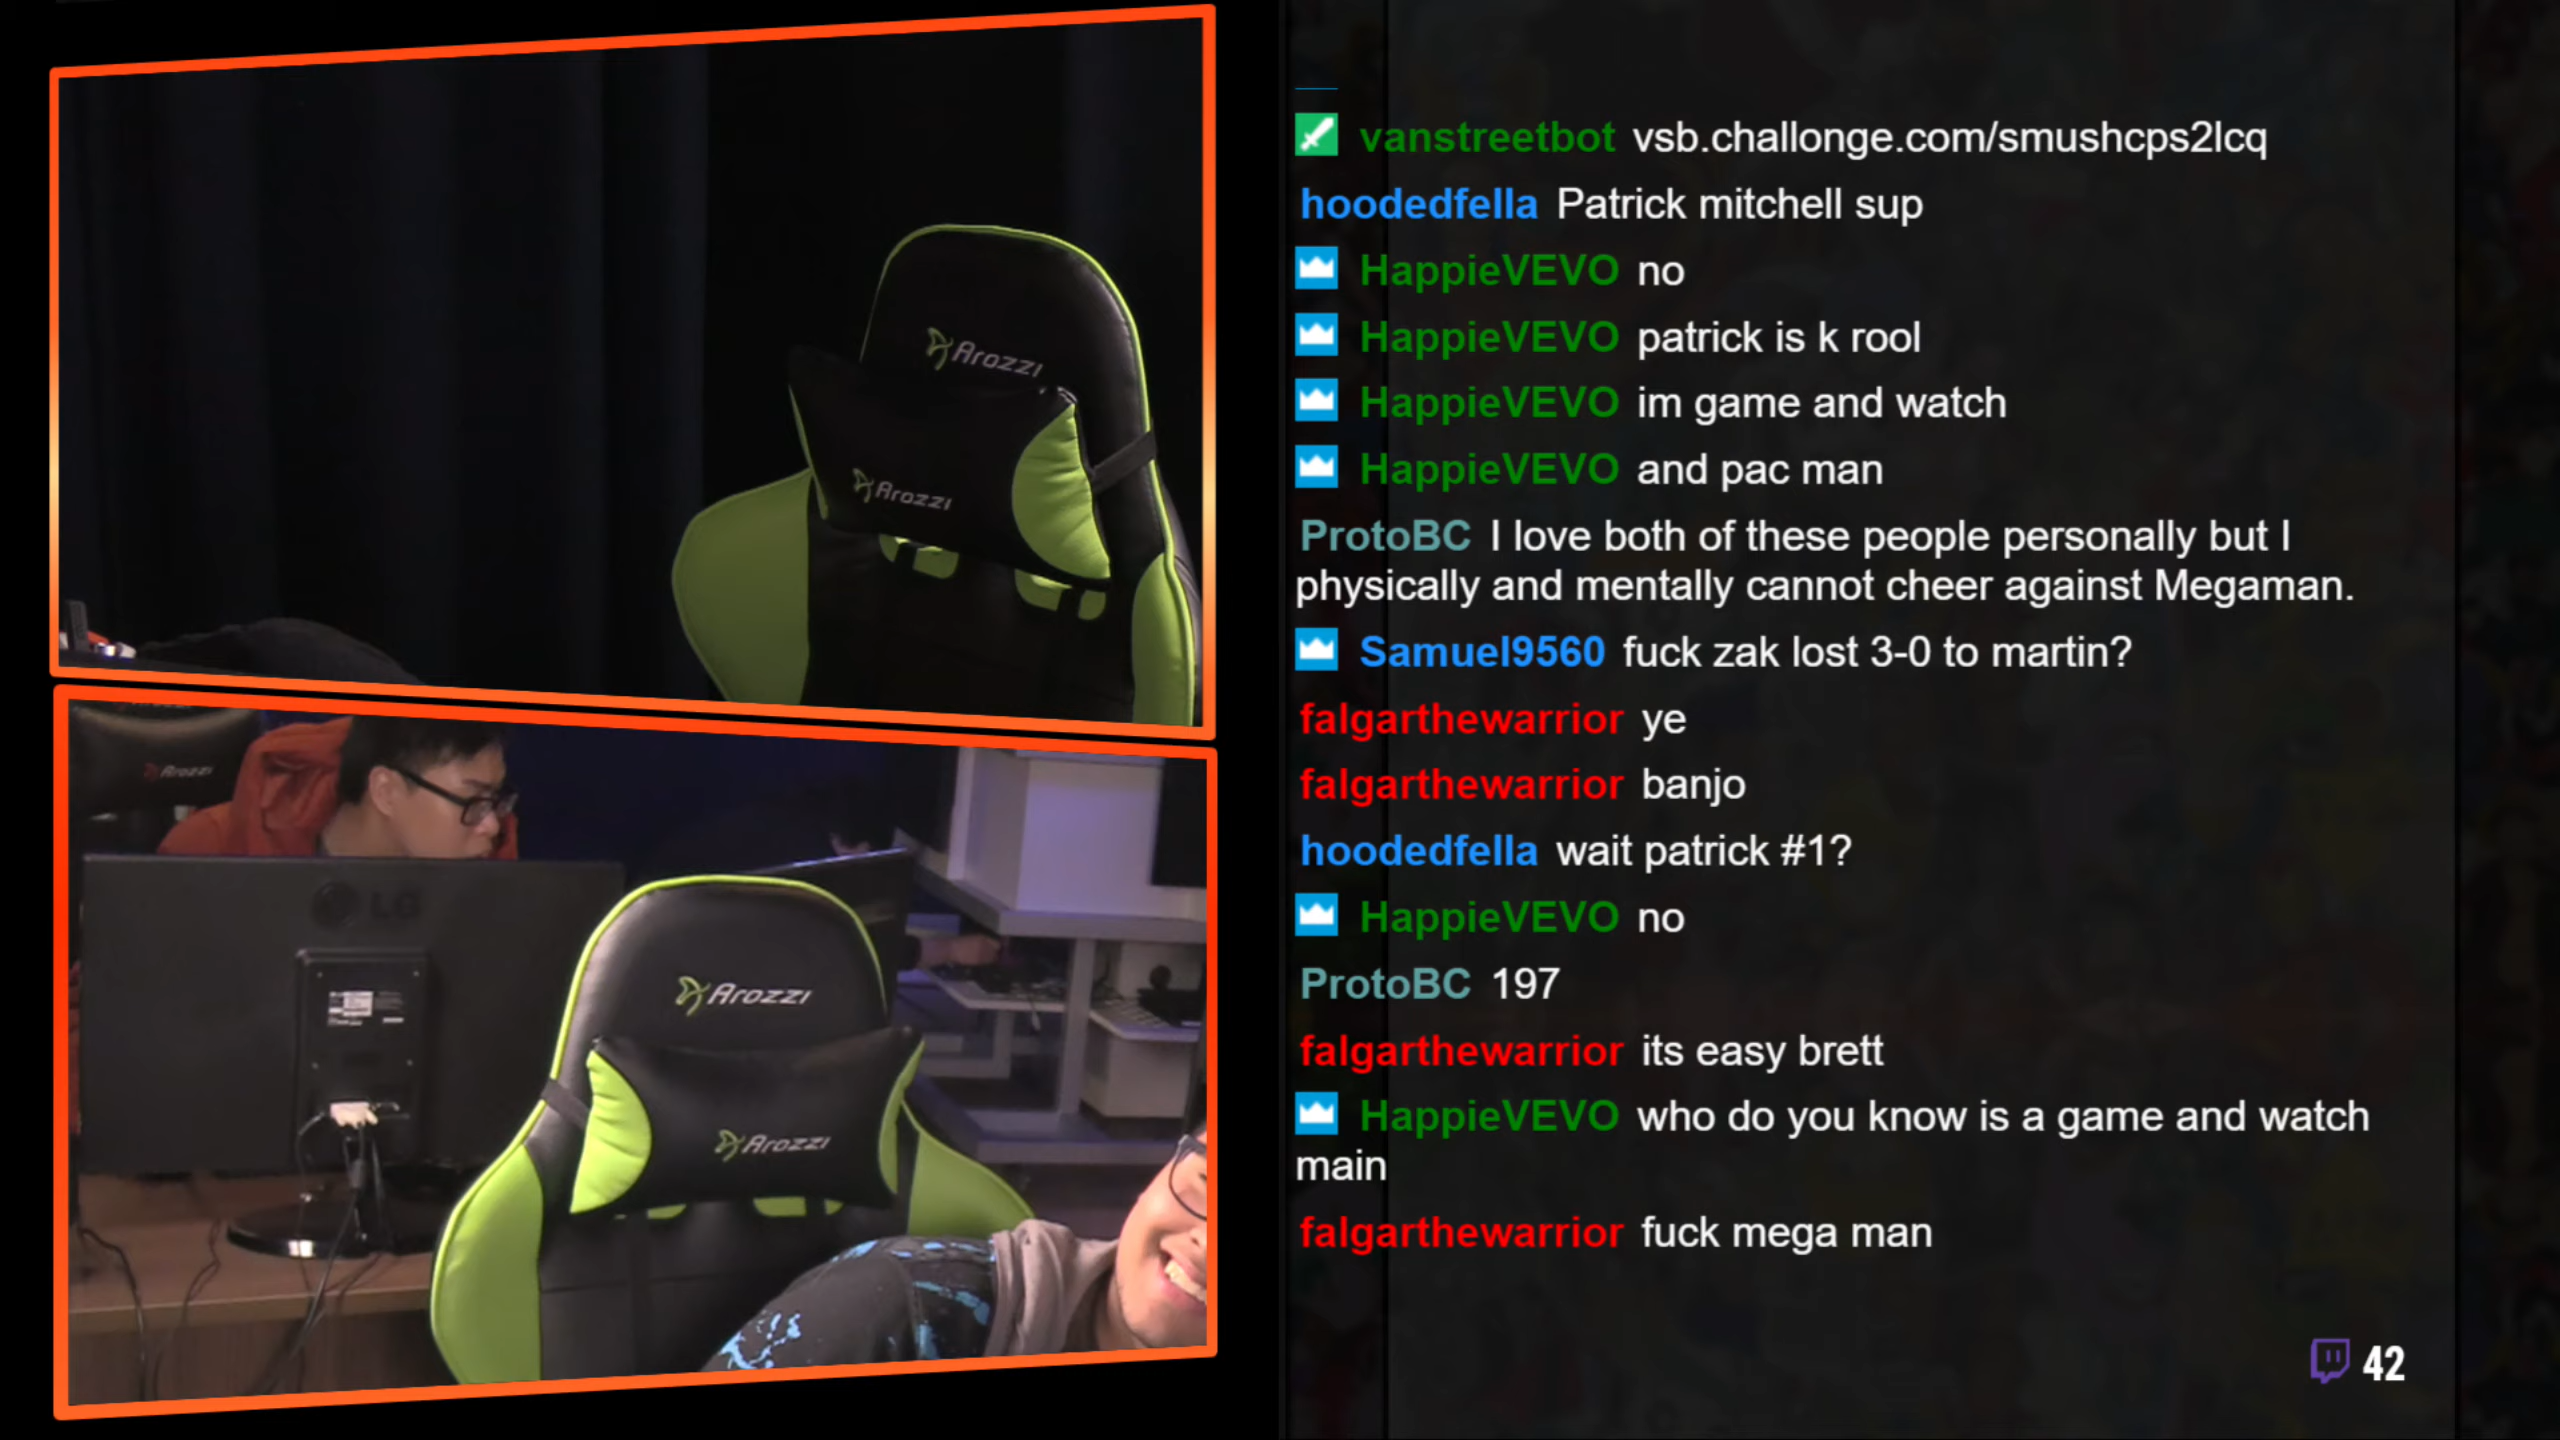 Arozzi
Arozzi
Arozzi
LG
Arozzi
Arozzi
vanstreetbot vsb.challonge.com/smushcps2lcq
hoodedfella Patrick mitchell sup
HappieVEVO no
HappieVEVO patrick is k rool
HappieVEVO im game and watch
HappieVEVO and pac man
ProtoBC I love both of these people personally but I
physically and mentally cannot cheer against Megaman.
Samuel9560 fuck zak lost 3-0 to martin?
falgarthewarrior ye
falgarthewarrior banjo
hoodedfella wait patrick #1?
HappieVEVO no
ProtoBC 197
falgarthewarrior its easy brett
HappieVEVO who do you know is a game and watch
main
falgarthewarrior fuck mega man
42